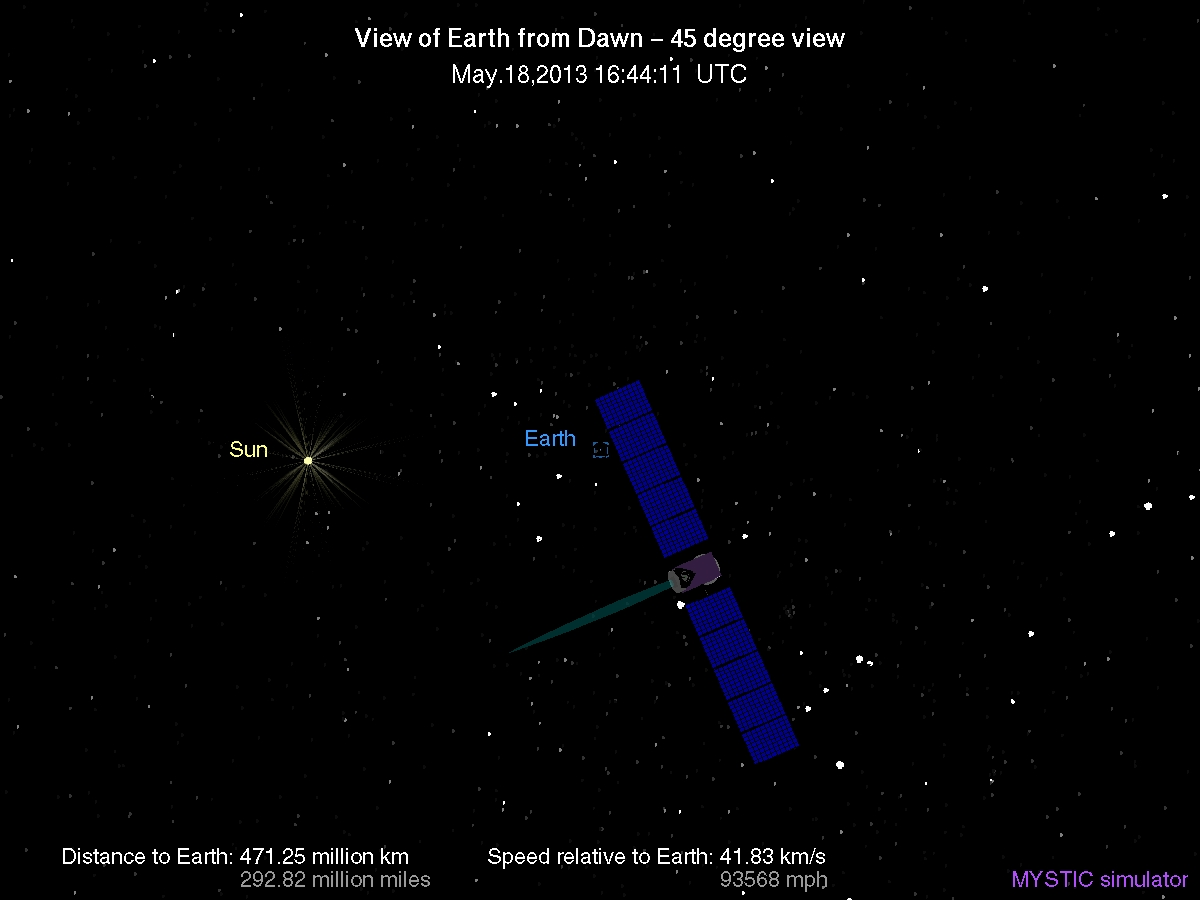 View of Earth from Dawn – 45 degree view
May.18,2013 16:44:11 UTC
Earth
Sun
Distance to Earth: 471.25 million km
292.82 million miles
Speed relative to Earth: 41.83 km/s
93568 mph
MYSTIC simulator